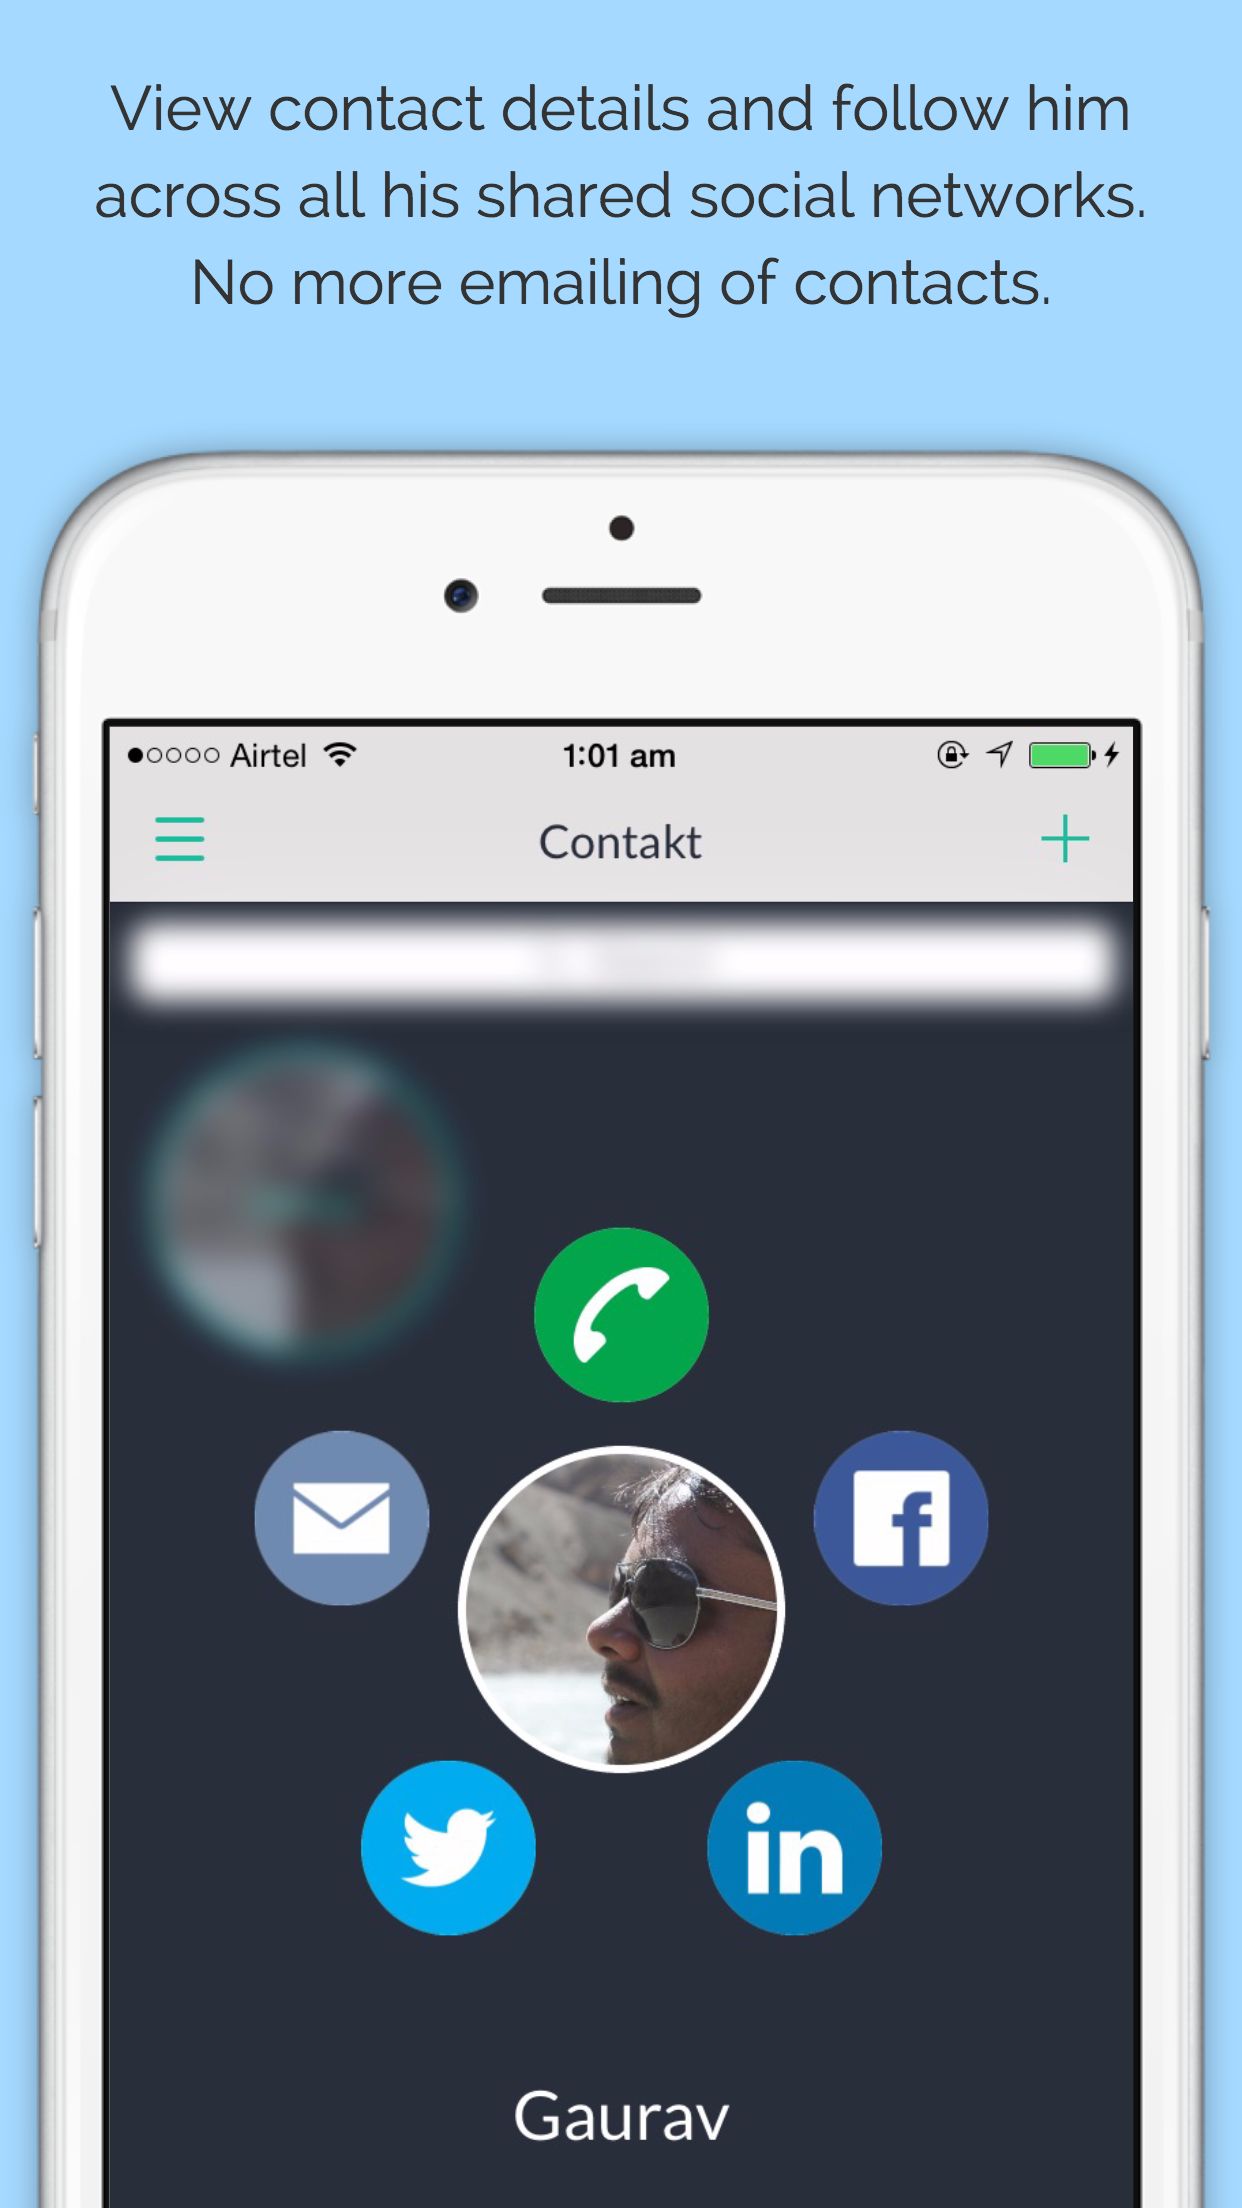 View contact details and follow him
across all his shared social networks.
No more emailing of contacts.
Airtel 1:01 am
Contakt
f
in
Gaurav